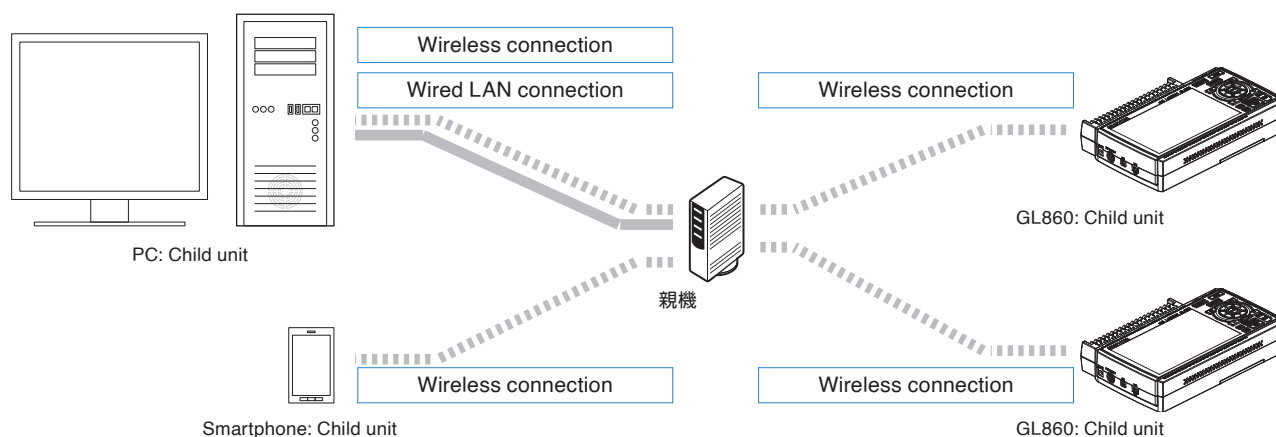 Wireless connection
Wired LAN connection
Wireless connection
GL860: Child unit
PC: Child unit
親機
Wireless connection
Wireless connection
Smartphone: Child unit
GL860: Child unit